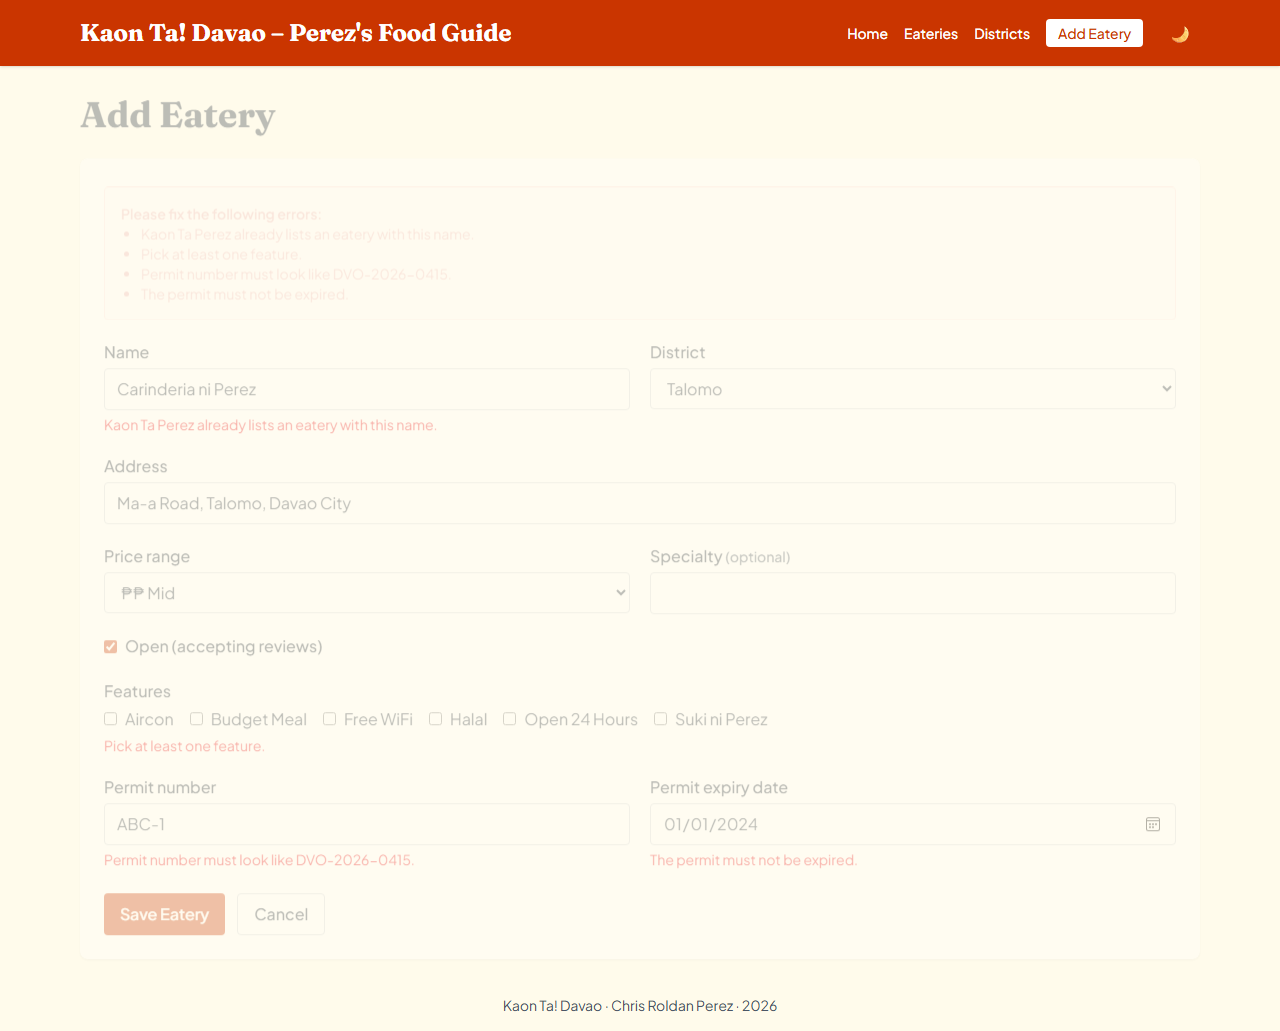 Kaon Ta! Davao – Perez's Food Guide
Home Eateries Districts Add Eatery
Add Eatery
Please fix the following errors:
Kaon Ta Perez already lists an eatery with this name.
Pick at least one feature.
Permit number must look like DVO-2026-0415.
The permit must not be expired.
Name District
Carinderia ni Perez Talomo
Kaon Ta Perez already lists an eatery with this name.
Address
Ma-a Road, Talomo, Davao City
Price range Specialty (optional)
₱₱ Mid
Open (accepting reviews)
Features
Aircon Budget Meal Free WiFi Halal Open 24 Hours Suki ni Perez
Pick at least one feature.
Permit number Permit expiry date
ABC-1 01/01/2024
Permit number must look like DVO-2026-0415. The permit must not be expired.
Save Eatery Cancel
Kaon Ta! Davao · Chris Roldan Perez · 2026